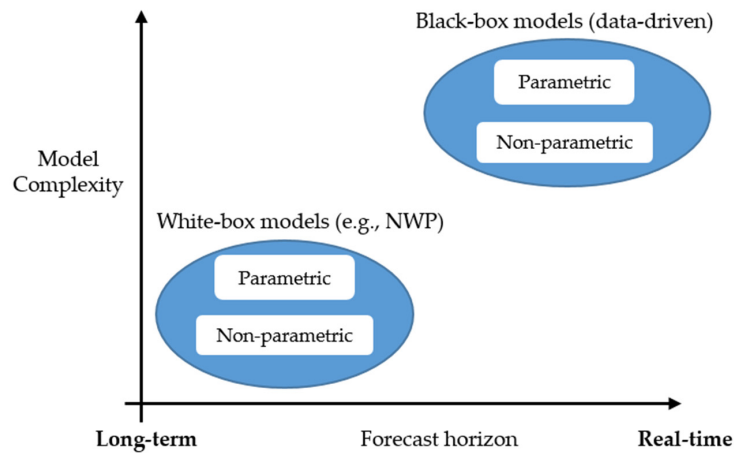 Black-box models (data-driven)
Parametric
Non-parametric
Model
Complexity
White-box models (e.g., NWP)
Parametric
Non-parametric
Long-term
Forecast horizon
Real-time